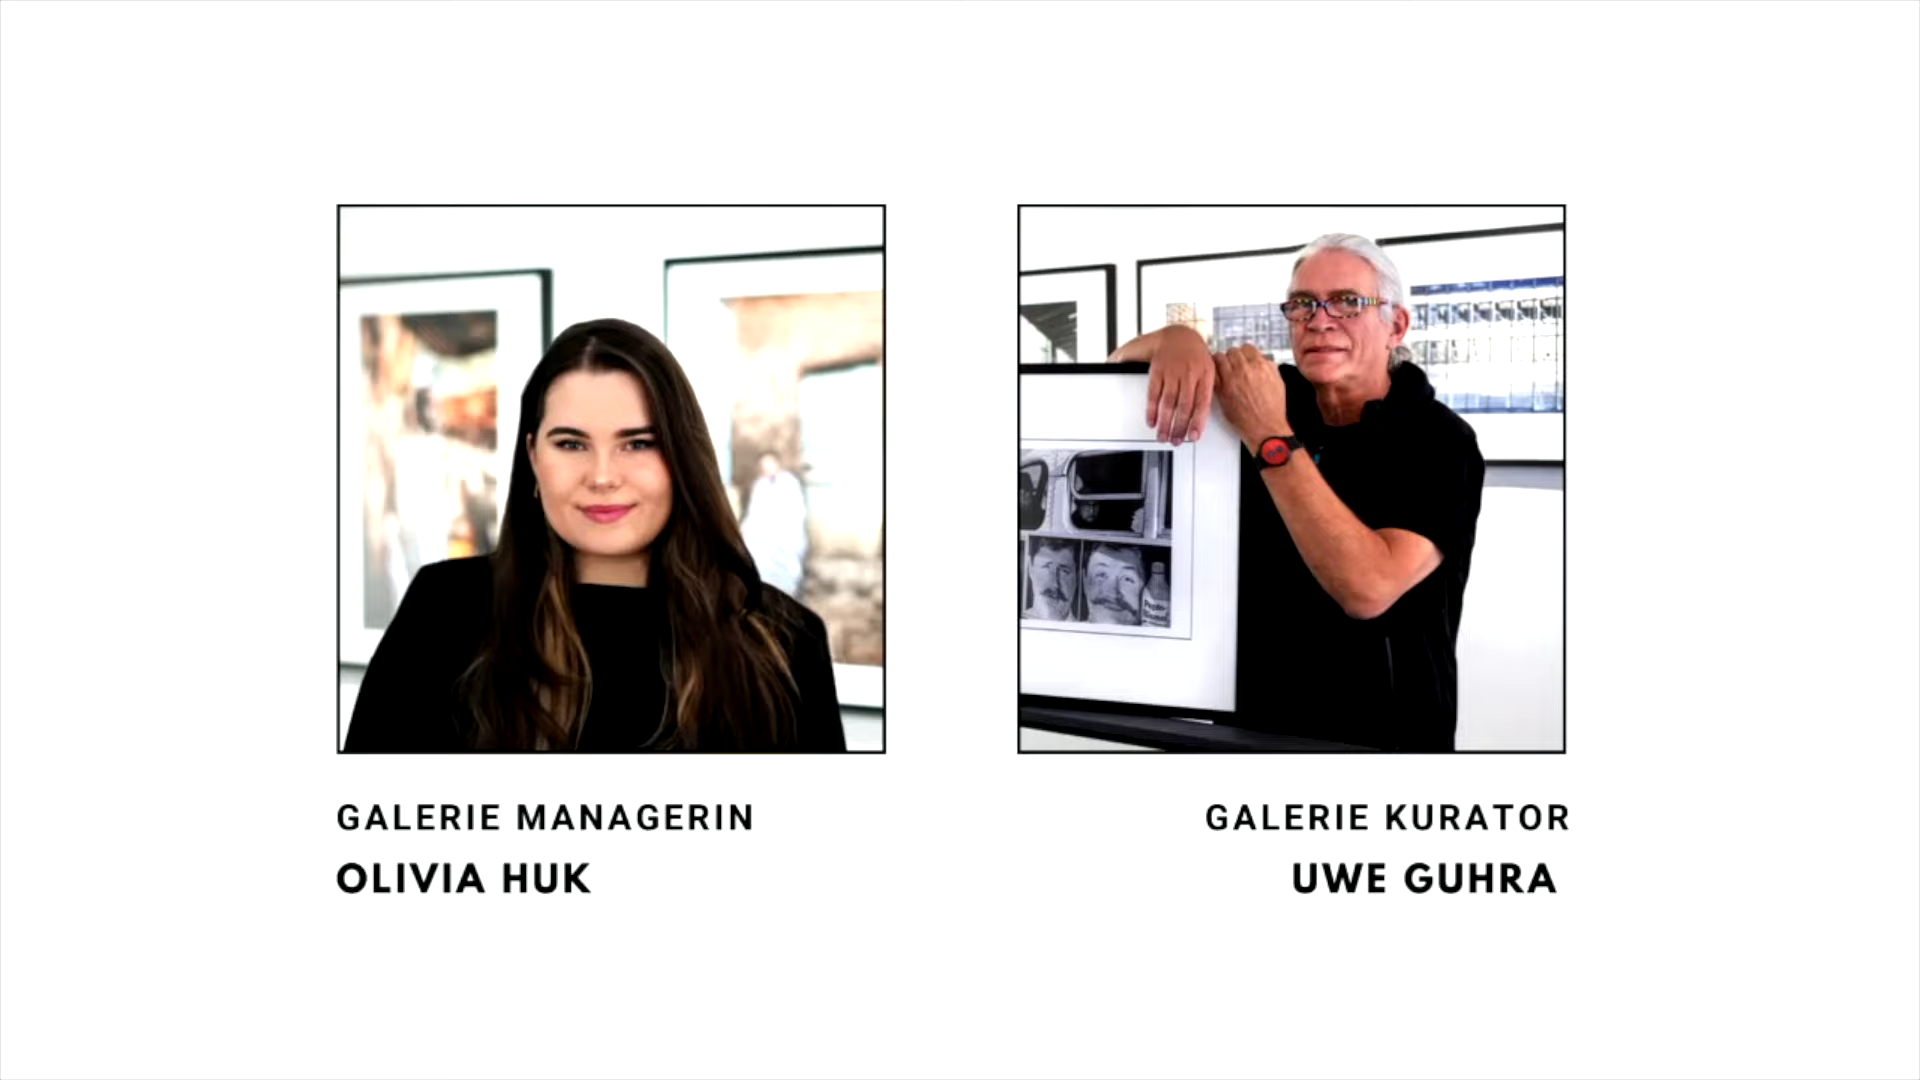 GALERIE MANAGERIN
OLIVIA HUK
GALERIE KURATOR
UWE GUHRA